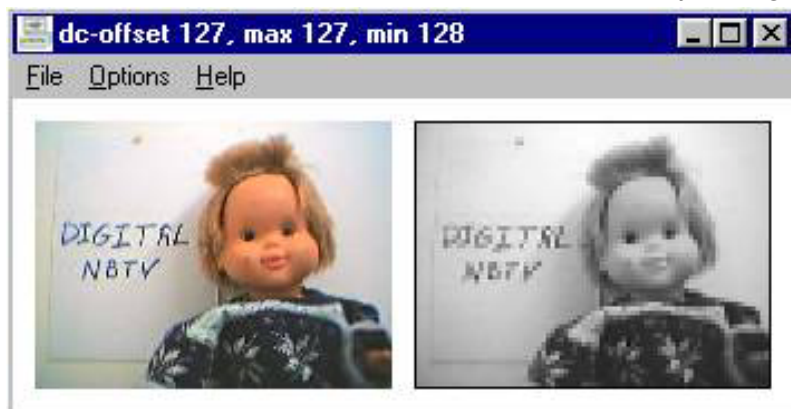 dc-offset 127, max 127, min 128
File Options Help
DIGITAL DIGITAL
NBTV NBTV